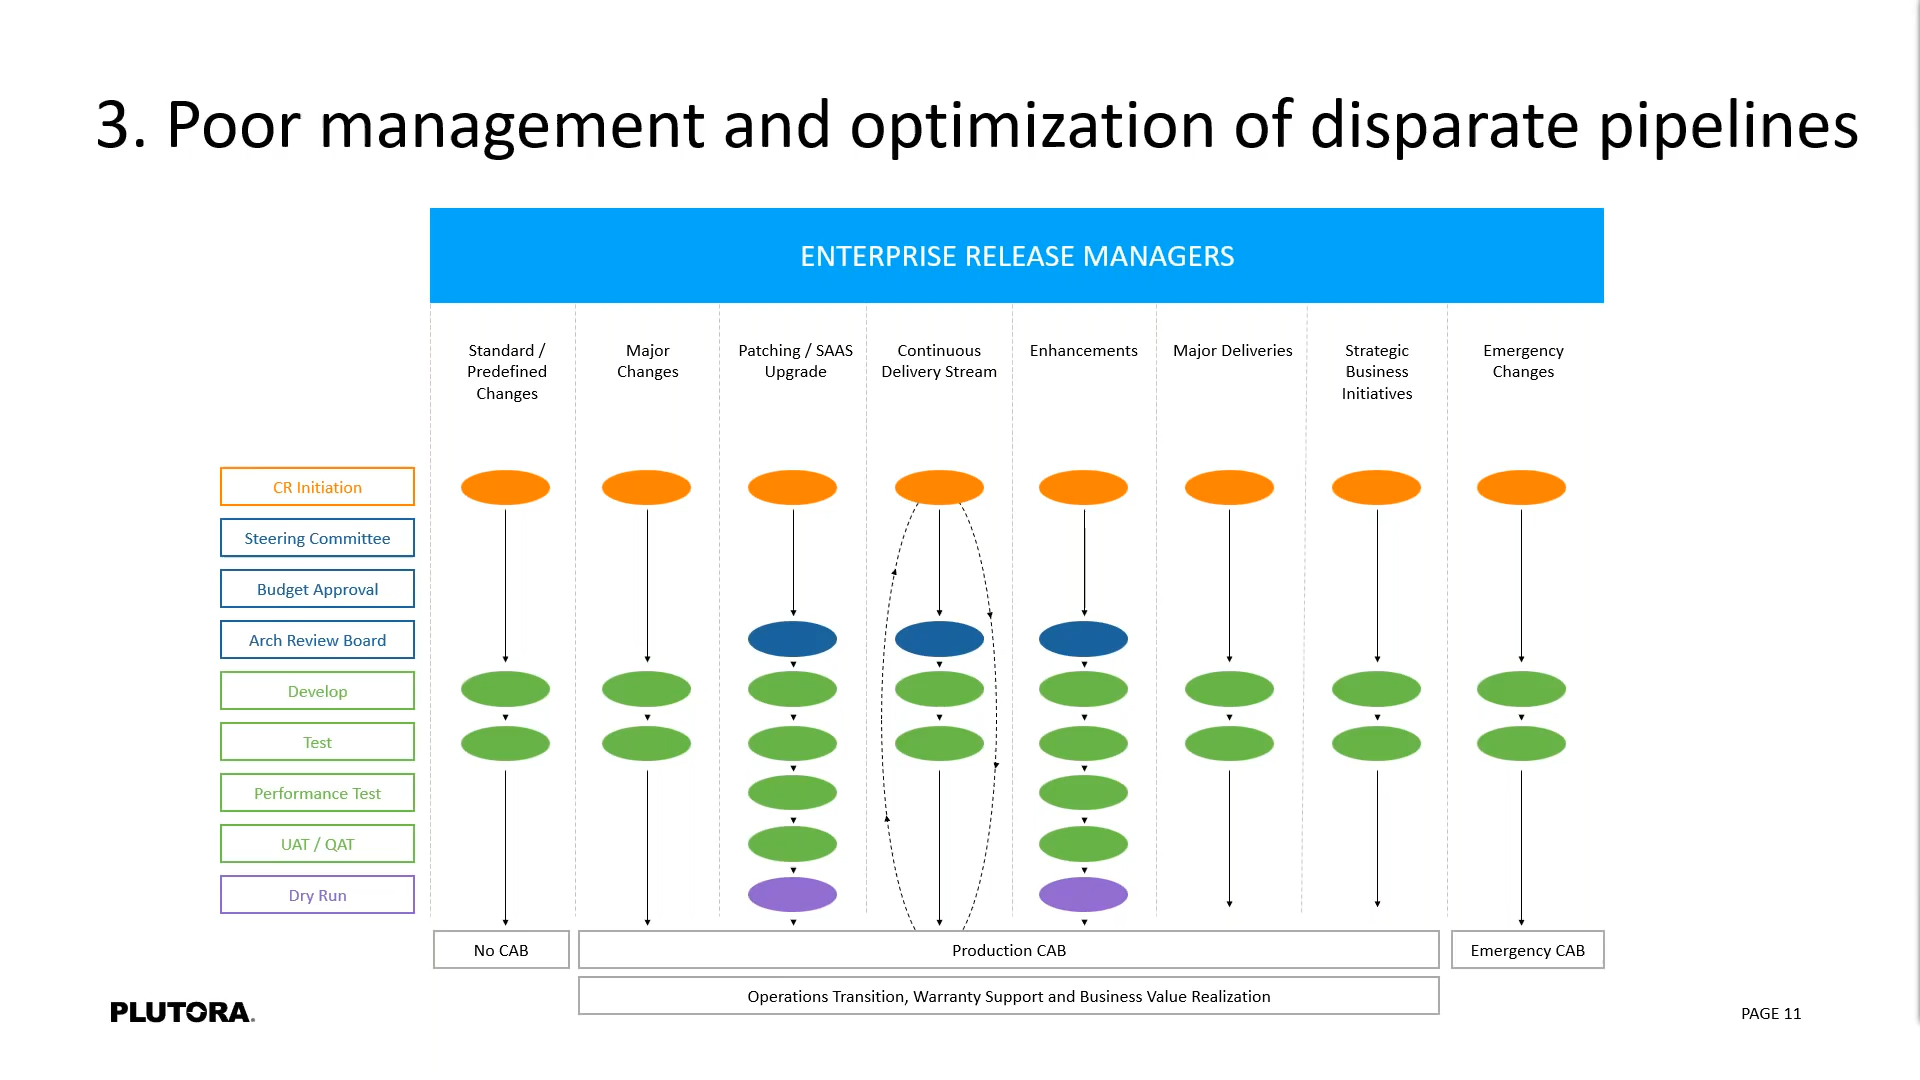 3. Poor management and optimization of disparate pipelines
ENTERPRISE RELEASE MANAGERS
Standard /
Predefined
Changes
Major
Changes
Patching / SAAS
Upgrade
Continuous
Delivery Stream
Enhancements
Major Deliveries
Strategic
Business
Initiatives
Emergency
Changes
CR Initiation
Steering Committee
Budget Approval
Arch Review Board
Develop
Test
Performance Test
UAT / QAT
Dry Run
No CAB
Production CAB
Emergency CAB
Operations Transition, Warranty Support and Business Value Realization
PLUTORA.
PAGE 11